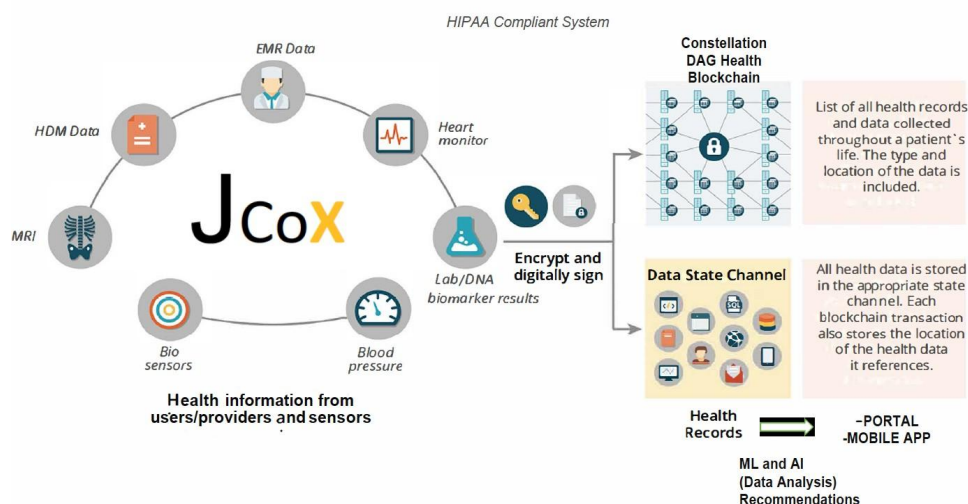 HIPAA Compliant System
EMR Data
HDM Data
Heart
monitor
MRI
JCoX
Lab/DNA
biomarker results
Bio
sensors
Blood
pressure
Health information from
users/providers and sensors
Encrypt and
digitally sign
Constellation
DAG Health
Blockchain
List of all health records
and data collected
throughout a patient`s
life. The type and
location of the data is
included.
Data State Channel
SQL
All health data is stored
in the appropriate state
channel. Each
blockchain transaction
also stores the location
of the health data
it references.
Health
Records
-PORTAL
-MOBILE APP
ML and AI
(Data Analysis)
Recommendations